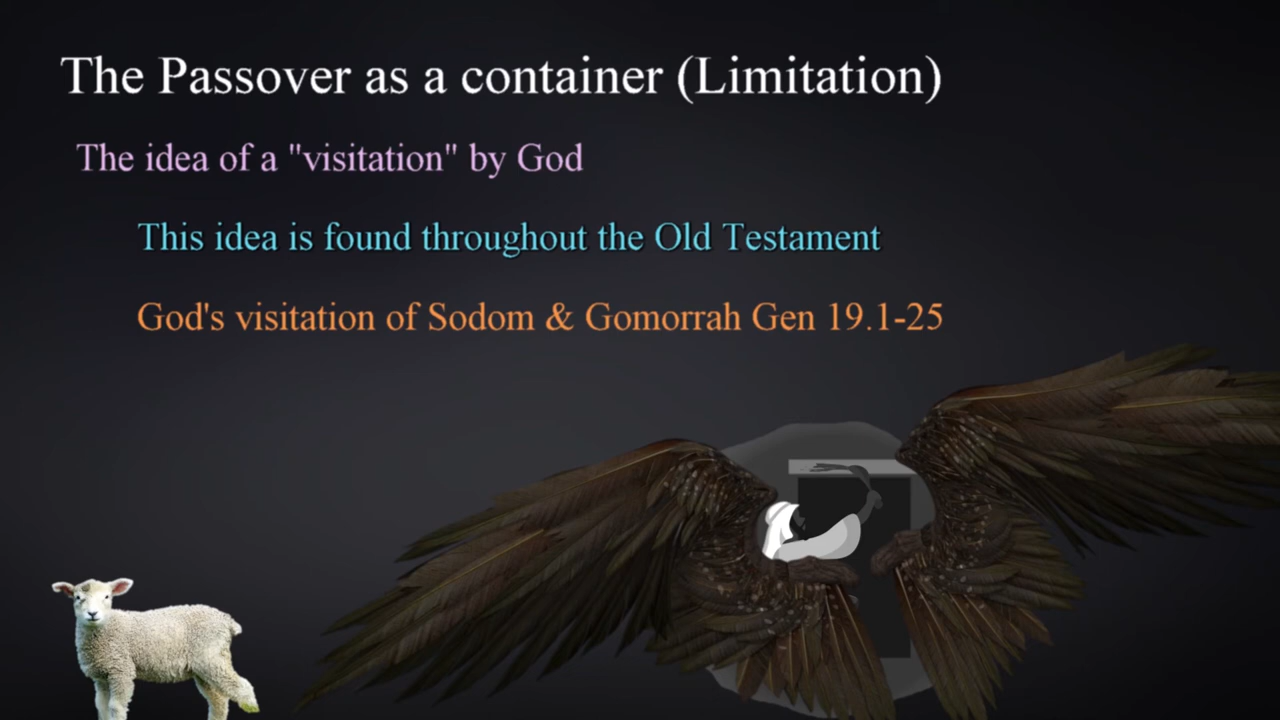 The Passover as a container (Limitation)
The idea of a "visitation" by God
This idea is found throughout the Old Testament
God's visitation of Sodom & Gomorrah Gen 19.1-25